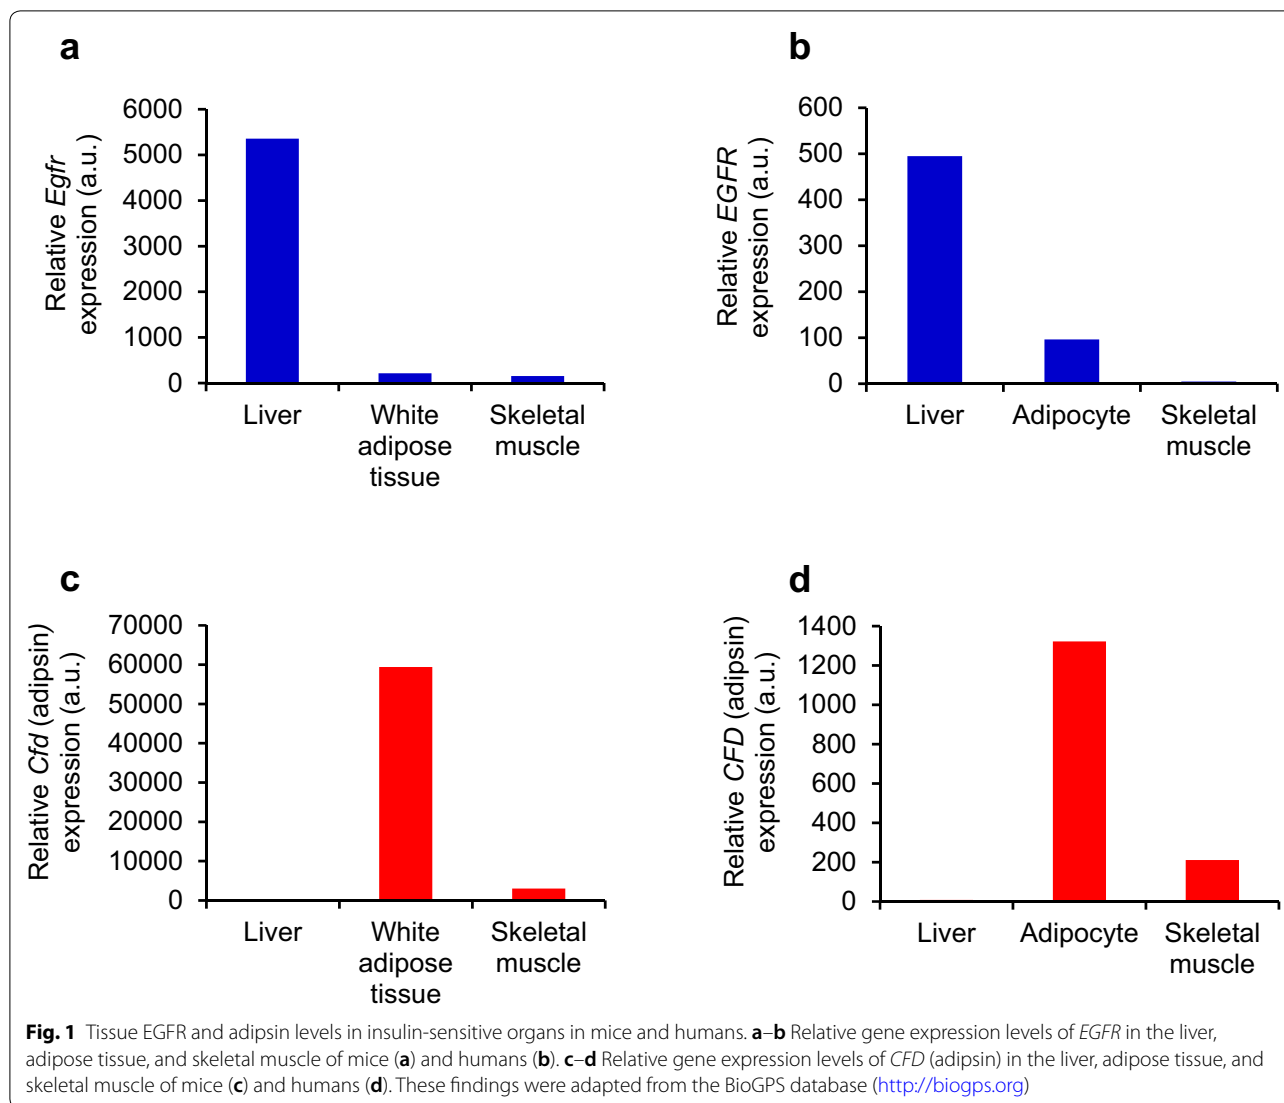 a
Relative Egfr
expression (a.u.)
6000
5000
4000
3000
2000
1000
0
Liver
White
adipose
tissue
Skeletal
muscle
b
Relative EGFR
expression (a.u.)
600
500
400
300
200
100
0
Liver
Adipocyte
Skeletal
muscle
c
Relative Cfd (adipsin)
expression (a.u.)
70000
60000
50000
40000
30000
20000
10000
0
Liver
White
adipose
tissue
Skeletal
muscle
d
Relative CFD (adipsin)
expression (a.u.)
1400
1200
1000
800
600
400
200
0
Liver
Adipocyte
Skeletal
muscle
Fig. 1 Tissue EGFR and adipsin levels in insulin-sensitive organs in mice and humans. a–b Relative gene expression levels of EGFR in the liver,
adipose tissue, and skeletal muscle of mice (a) and humans (b). c–d Relative gene expression levels of CFD (adipsin) in the liver, adipose tissue, and
skeletal muscle of mice (c) and humans (d). These findings were adapted from the BioGPS database (http://biogps.org)